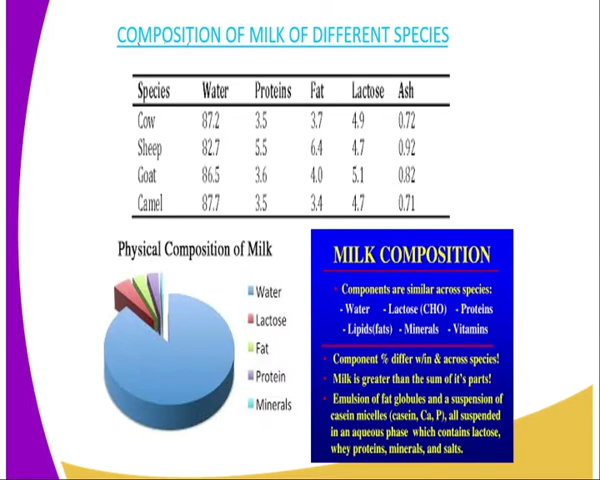 COMPOSITION OF MILK OF DIFFERENT SPECIES
Species Water Proteins Fat Lactose Ash
Cow 87.2 3.5 3.7 4.9 0.72
Sheep 82.7 5.5 6.4 4.7 0.92
Goat 86.5 3.6 4.0 5.1 0.82
Camel 87.7 3.5 3.4 4.7 0.71
Physical Composition of Milk
Water
Lactose
Fat
Protein
Minerals
MILK COMPOSITION
• Components are similar across species:
- Water - Lactose (CHO) - Proteins
- Lipids(fats) - Minerals - Vitamins
• Component % differ w/in & across species!
• Milk is greater than the sum of it's parts!
• Emulsion of fat globules and a suspension of
casein micelles (casein, Ca, P), all suspended
in an aqueous phase which contains lactose,
whey proteins, minerals, and salts.